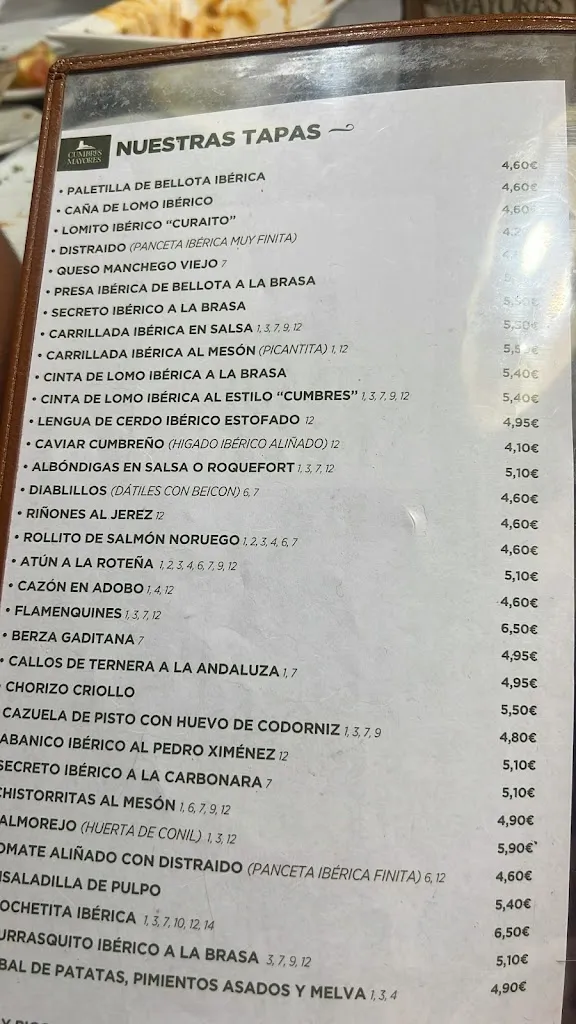 MAYORES
CUMBRES MAYORES
NUESTRAS TAPAS
• PALETILLA DE BELLOTA IBÉRICA 4,60€
• CAÑA DE LOMO IBÉRICO 4,60€
• LOMITO IBÉRICO “CURAITO” 4,60€
• DISTRAIDO (PANCETA IBÉRICA MUY FINITA)
• QUESO MANCHEGO VIEJO 7
• PRESA IBÉRICA DE BELLOTA A LA BRASA
• SECRETO IBÉRICO A LA BRASA 5,50€
• CARRILLADA IBÉRICA EN SALSA 1, 3, 7, 9, 12
• CARRILLADA IBÉRICA AL MESÓN (PICANTITA) 1, 12
• CINTA DE LOMO IBÉRICA A LA BRASA 5,40€
• CINTA DE LOMO IBÉRICA AL ESTILO “CUMBRES” 1, 3, 7, 9, 12 5,40€
• LENGUA DE CERDO IBÉRICO ESTOFADO 12 4,95€
• CAVIAR CUMBREÑO (HIGADO IBÉRICO ALIÑADO) 12 4,10€
• ALBÓNDIGAS EN SALSA O ROQUEFORT 1, 3, 7, 12 5,10€
• DIABLILLOS (DÁTILES CON BEICON) 6, 7 4,60€
• RIÑONES AL JEREZ 12 4,60€
• ROLLITO DE SALMÓN NORUEGO 1, 2, 3, 4, 6, 7 4,60€
• ATÚN A LA ROTEÑA 1, 2, 3, 4, 6, 7, 9, 12 5,10€
• CAZÓN EN ADOBO 1, 4, 12 4,60€
• FLAMENQUINES 1, 3, 7, 12 6,50€
• BERZA GADITANA 7 4,95€
• CALLOS DE TERNERA A LA ANDALUZA 1, 7 4,95€
• CHORIZO CRIOLLO 5,50€
CAZUELA DE PISTO CON HUEVO DE CODORNIZ 1, 3, 7, 9 4,80€
ABANICO IBÉRICO AL PEDRO XIMÉNEZ 12 5,10€
SECRETO IBÉRICO A LA CARBONARA 7 5,10€
CHISTORRITAS AL MESÓN 1, 6, 7, 9, 12 4,90€
ALMOREJO (HUERTA DE CONIL) 1, 3, 12 5,90€
OMATE ALIÑADO CON DISTRAIDO (PANCETA IBÉRICA FINITA) 6, 12 4,60€
SALADILLA DE PULPO 5,40€
OCHETITA IBÉRICA 1, 3, 7, 10, 12, 14 6,50€
URRASQUITO IBÉRICO A LA BRASA 3, 7, 9, 12 5,10€
BAL DE PATATAS, PIMIENTOS ASADOS Y MELVA 1, 3, 4 4,90€